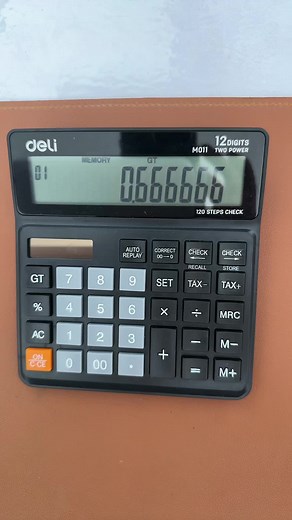 deli
12 DIGITS
M011 TWO POWER
MEMORY GT
01 0.666666
120 STEPS CHECK
AUTO REPLAY
CORRECT 00→0
CHECK ←
CHECK →
RECALL STORE
GT 7 8 9 SET TAX− TAX+
% 4 5 6 × ÷ MRC
AC 1 2 3 + − M−
ON C·CE 0 00 . = M+